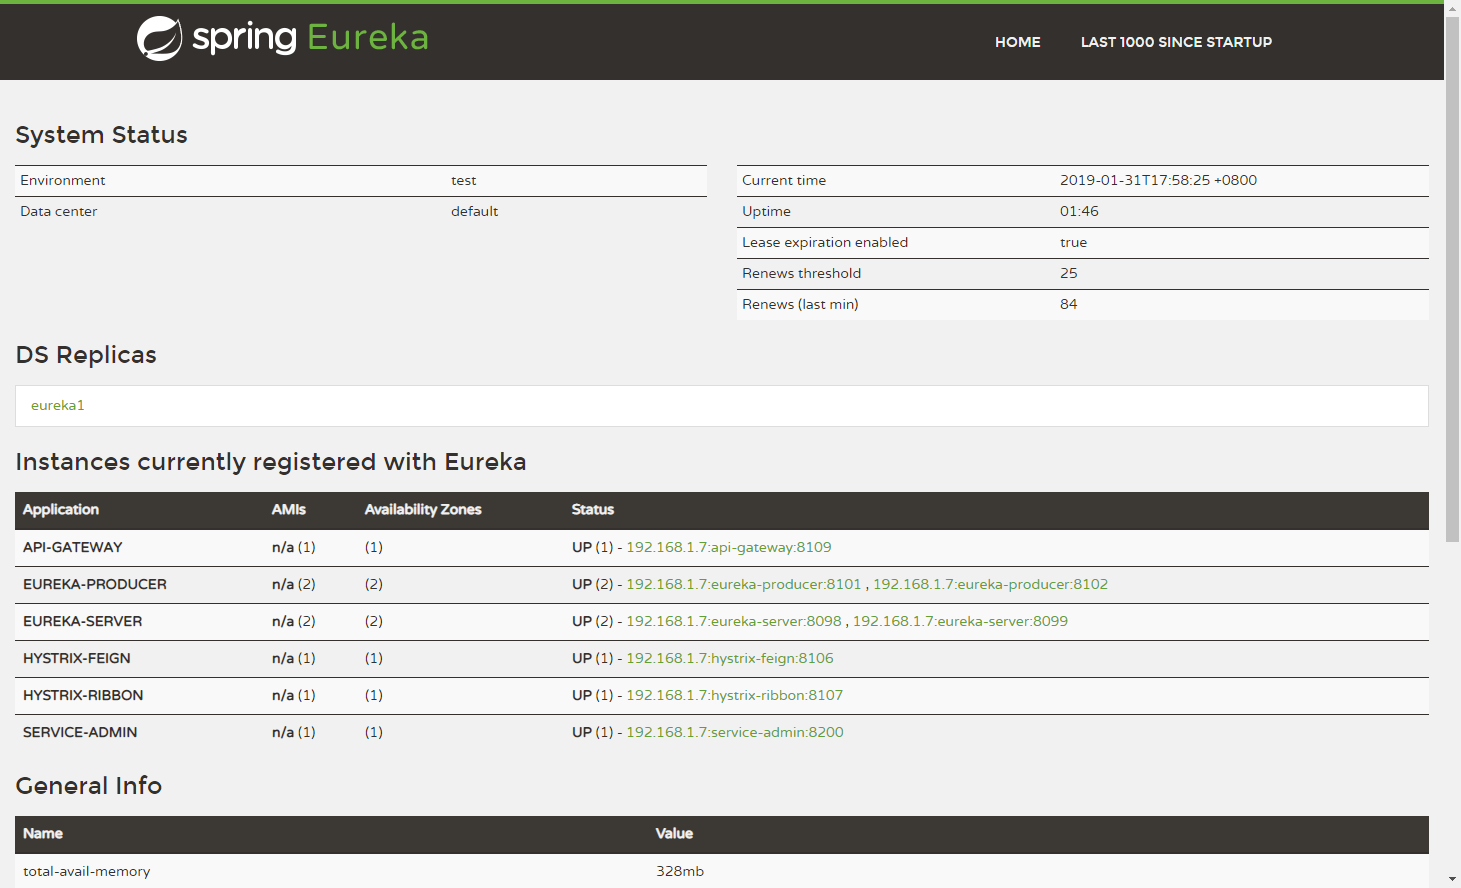 spring Eureka HOME LAST 1000 SINCE STARTUP
System Status
Environment test
Data center default
Current time 2019-01-31T17:58:25 +0800
Uptime 01:46
Lease expiration enabled true
Renews threshold 25
Renews (last min) 84
DS Replicas
eureka1
Instances currently registered with Eureka
Application AMIs Availability Zones Status
API-GATEWAY n/a (1) (1) UP (1) - 192.168.1.7:api-gateway:8109
EUREKA-PRODUCER n/a (2) (2) UP (2) - 192.168.1.7:eureka-producer:8101 , 192.168.1.7:eureka-producer:8102
EUREKA-SERVER n/a (2) (2) UP (2) - 192.168.1.7:eureka-server:8098 , 192.168.1.7:eureka-server:8099
HYSTRIX-FEIGN n/a (1) (1) UP (1) - 192.168.1.7:hystrix-feign:8106
HYSTRIX-RIBBON n/a (1) (1) UP (1) - 192.168.1.7:hystrix-ribbon:8107
SERVICE-ADMIN n/a (1) (1) UP (1) - 192.168.1.7:service-admin:8200
General Info
Name Value
total-avail-memory 328mb